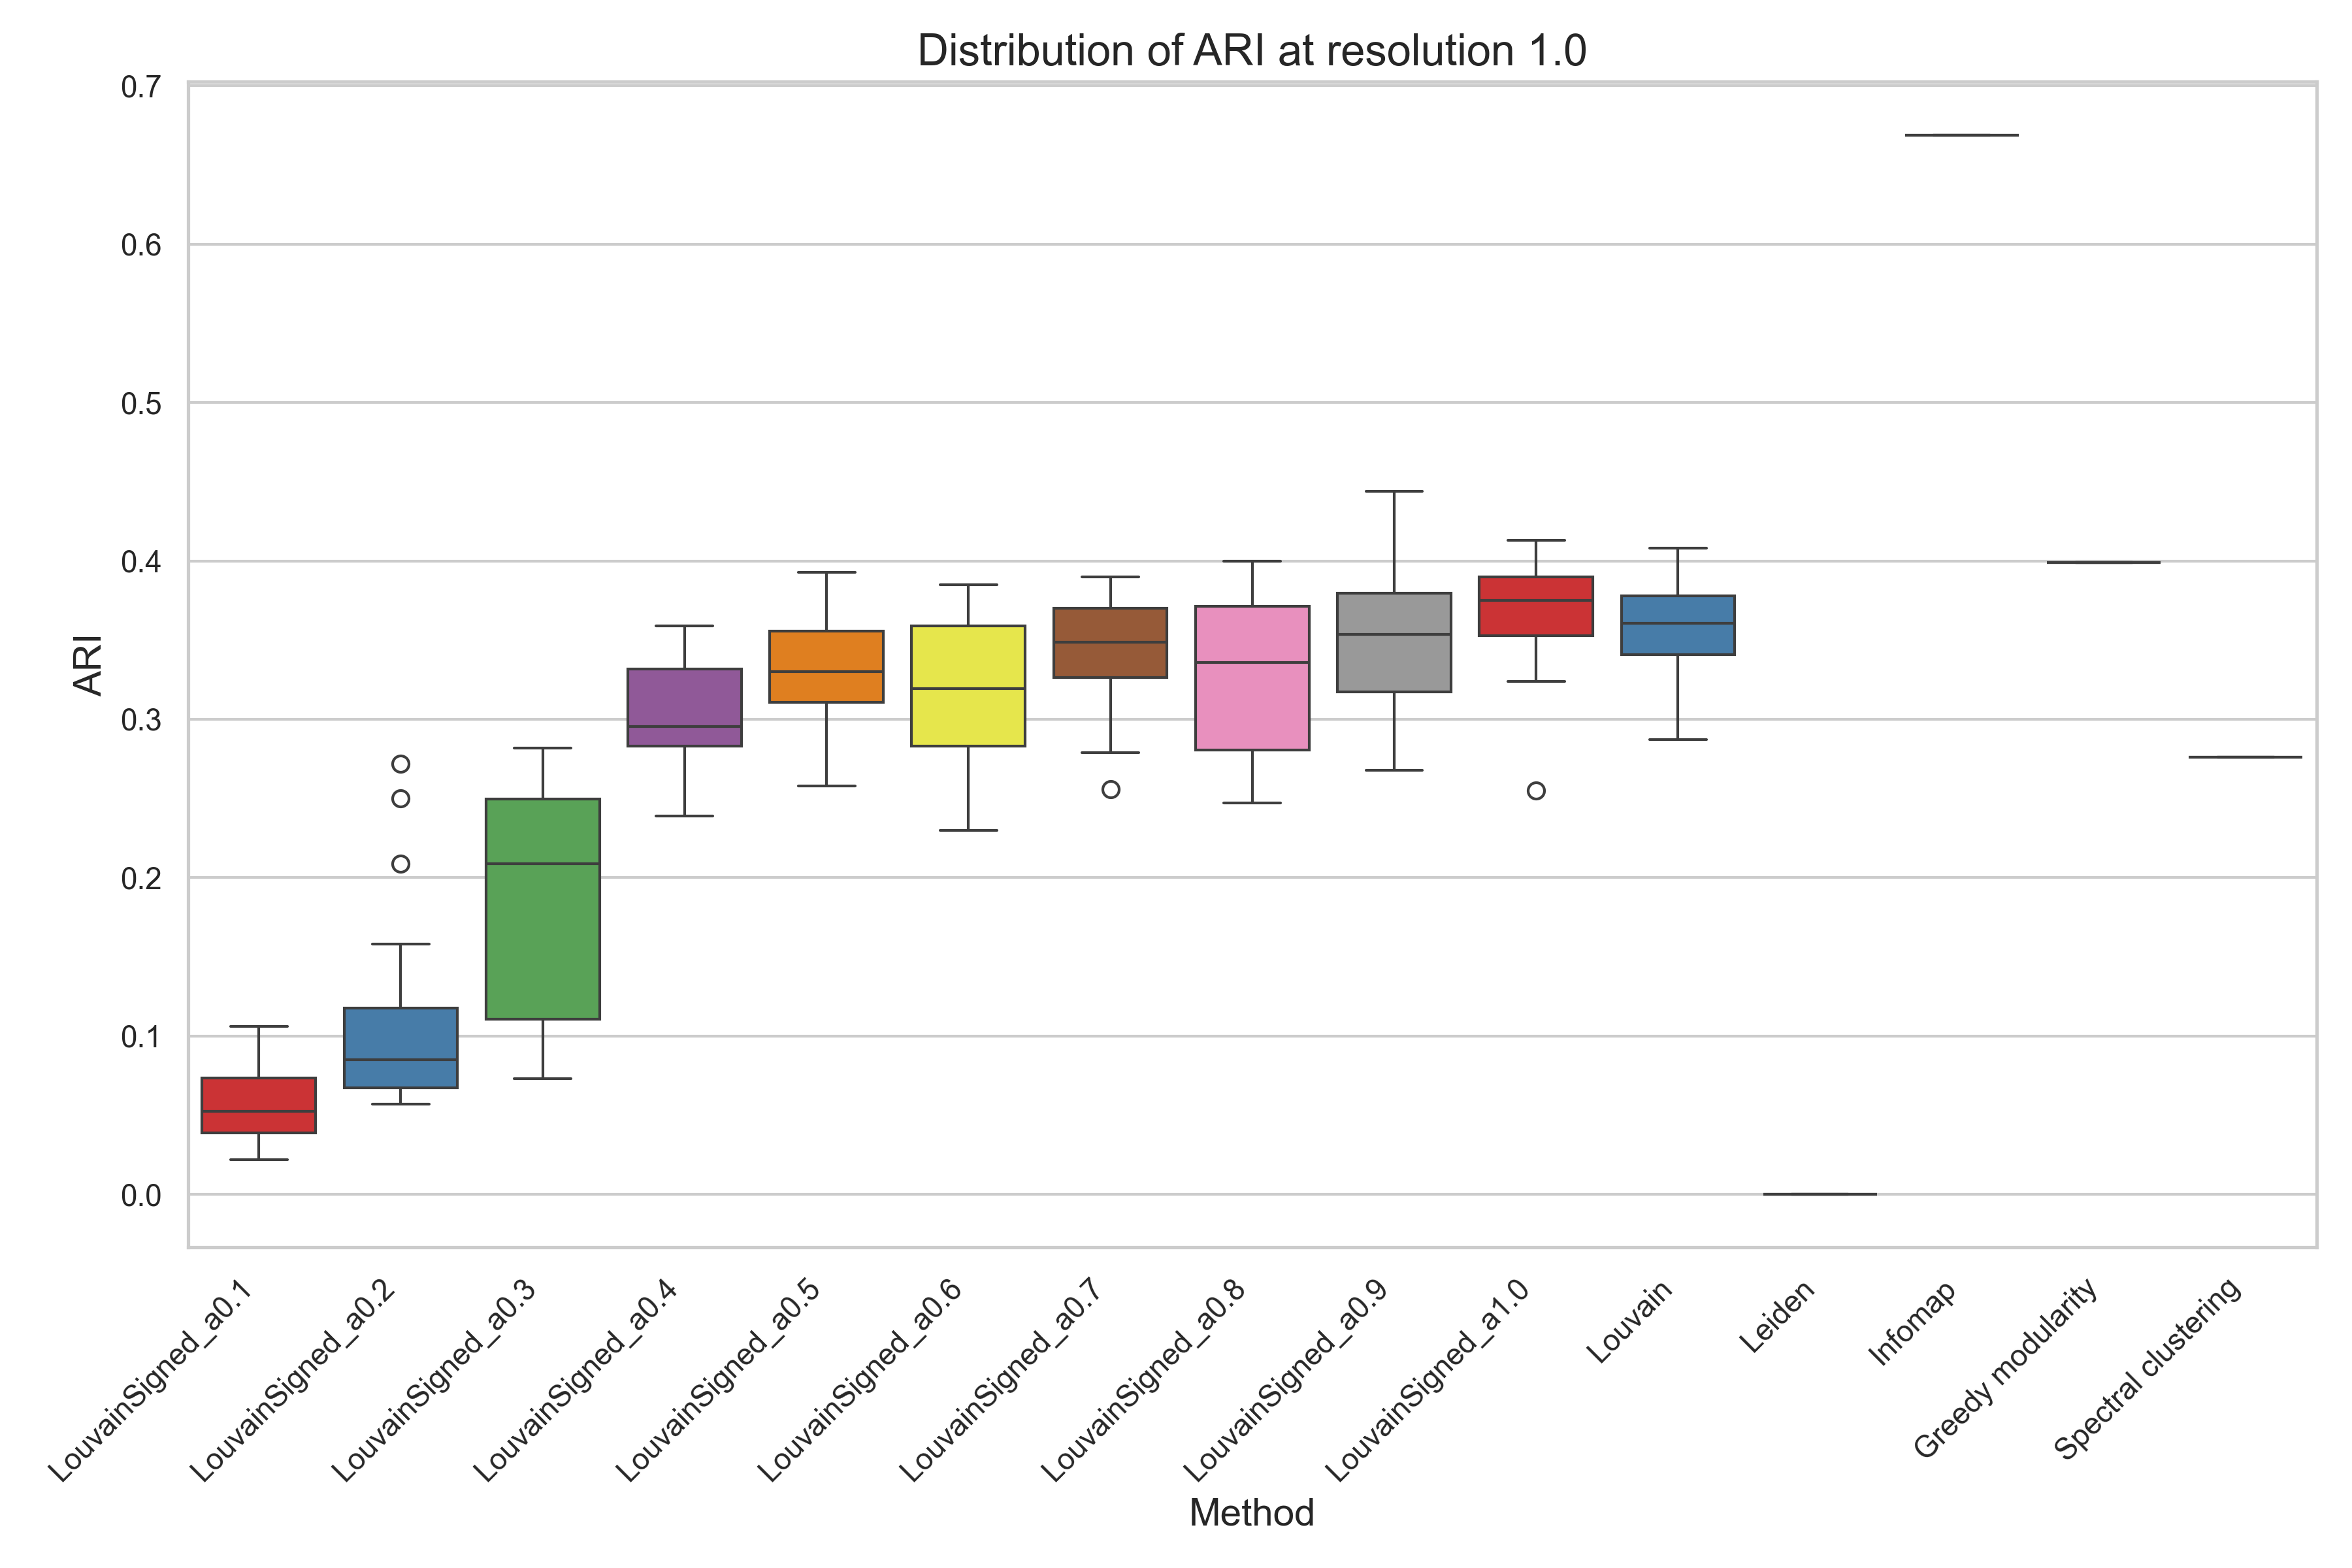 Distribution of ARI at resolution 1.0
0.7
0.6
0.5
0.4
0.3
0.2
0.1
0.0
ARI
LouvainSigned_a0.1
LouvainSigned_a0.2
LouvainSigned_a0.3
LouvainSigned_a0.4
LouvainSigned_a0.5
LouvainSigned_a0.6
LouvainSigned_a0.7
LouvainSigned_a0.8
LouvainSigned_a0.9
LouvainSigned_a1.0
Louvain
Leiden
Infomap
Greedy modularity
Spectral clustering
Method